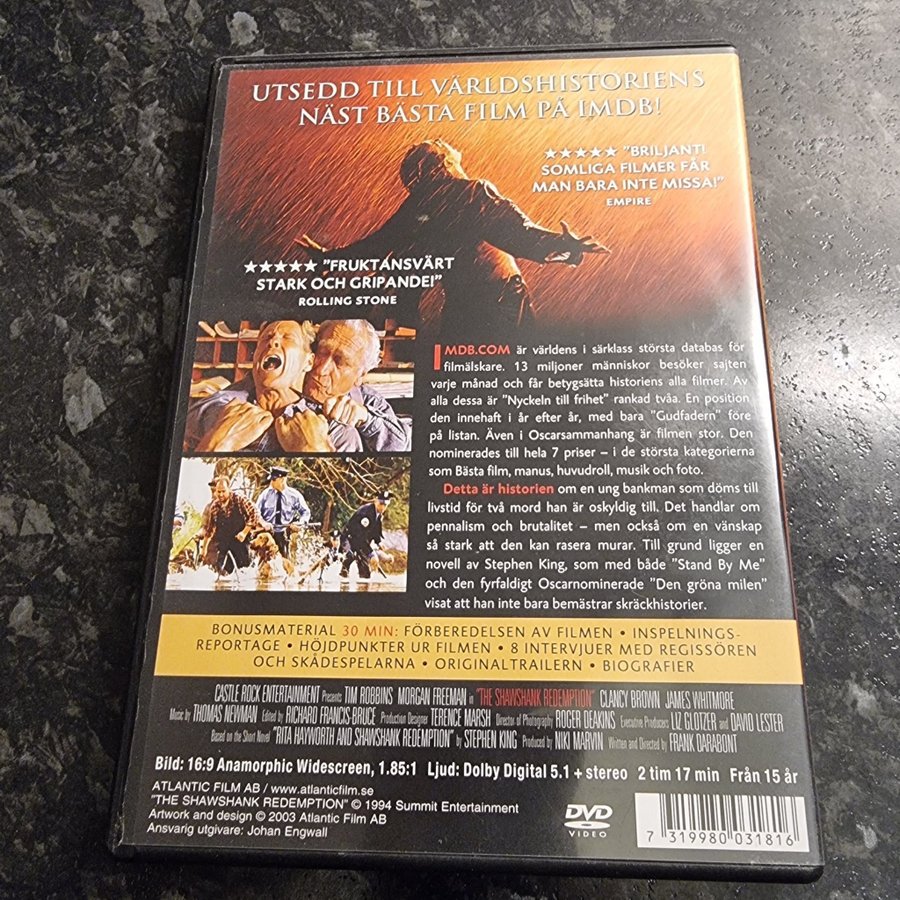 UTSEDD TILL VÄRLDSHISTORIENS
NÄST BÄSTA FILM PÅ IMDB!
★★★★★ "BRILJANT!
SOMLIGA FILMER FÅR
MAN BARA INTE MISSA!"
EMPIRE
★★★★★ "FRUKTANSVÄRT
STARK OCH GRIPANDE!"
ROLLING STONE
IMDB.COM är världens i särklass största databas för
filmälskare. 13 miljoner människor besöker sajten
varje månad och får betygsätta historiens alla filmer. Av
alla dessa är "Nyckeln till frihet" rankad tvåa. En position
den innehaft i år efter år, med bara "Gudfadern" före
på listan. Även i Oscarsammanhang är filmen stor. Den
nominerades till hela 7 priser – i de största kategorierna
som Bästa film, manus, huvudroll, musik och foto.
Detta är historien om en ung bankman som döms till
livstid för två mord han är oskyldig till. Det handlar om
pennalism och brutalitet – men också om en vänskap
så stark att den kan rasera murar. Till grund ligger en
novell av Stephen King, som med både "Stand By Me"
och den fyrfaldigt Oscarnominerade "Den gröna milen"
visat att han inte bara bemästrar skräckhistorier.
BONUSMATERIAL 30 MIN: FÖRBEREDELSEN AV FILMEN • INSPELNINGS-
REPORTAGE • HÖJDPUNKTER UR FILMEN • 8 INTERVJUER MED REGISSÖREN
OCH SKÅDESPELARNA • ORIGINALTRAILERN • BIOGRAFIER
CASTLE ROCK ENTERTAINMENT Presents TIM ROBBINS MORGAN FREEMAN in "THE SHAWSHANK REDEMPTION" CLANCY BROWN JAMES WHITMORE
Music by THOMAS NEWMAN Edited by RICHARD FRANCIS-BRUCE Production Designer TERENCE MARSH Director of Photography ROGER DEAKINS Executive Producers LIZ GLOTZER and DAVID LESTER
Based on the Short Novel "RITA HAYWORTH AND SHAWSHANK REDEMPTION" by STEPHEN KING Produced by NIKI MARVIN Written and Directed by FRANK DARABONT
Bild: 16:9 Anamorphic Widescreen, 1.85:1 Ljud: Dolby Digital 5.1 + stereo 2 tim 17 min Från 15 år
ATLANTIC FILM AB / www.atlanticfilm.se
"THE SHAWSHANK REDEMPTION" © 1994 Summit Entertainment
Artwork and design © 2003 Atlantic Film AB
Ansvarig utgivare: Johan Engwall
DVD
VIDEO
7 319980 031816